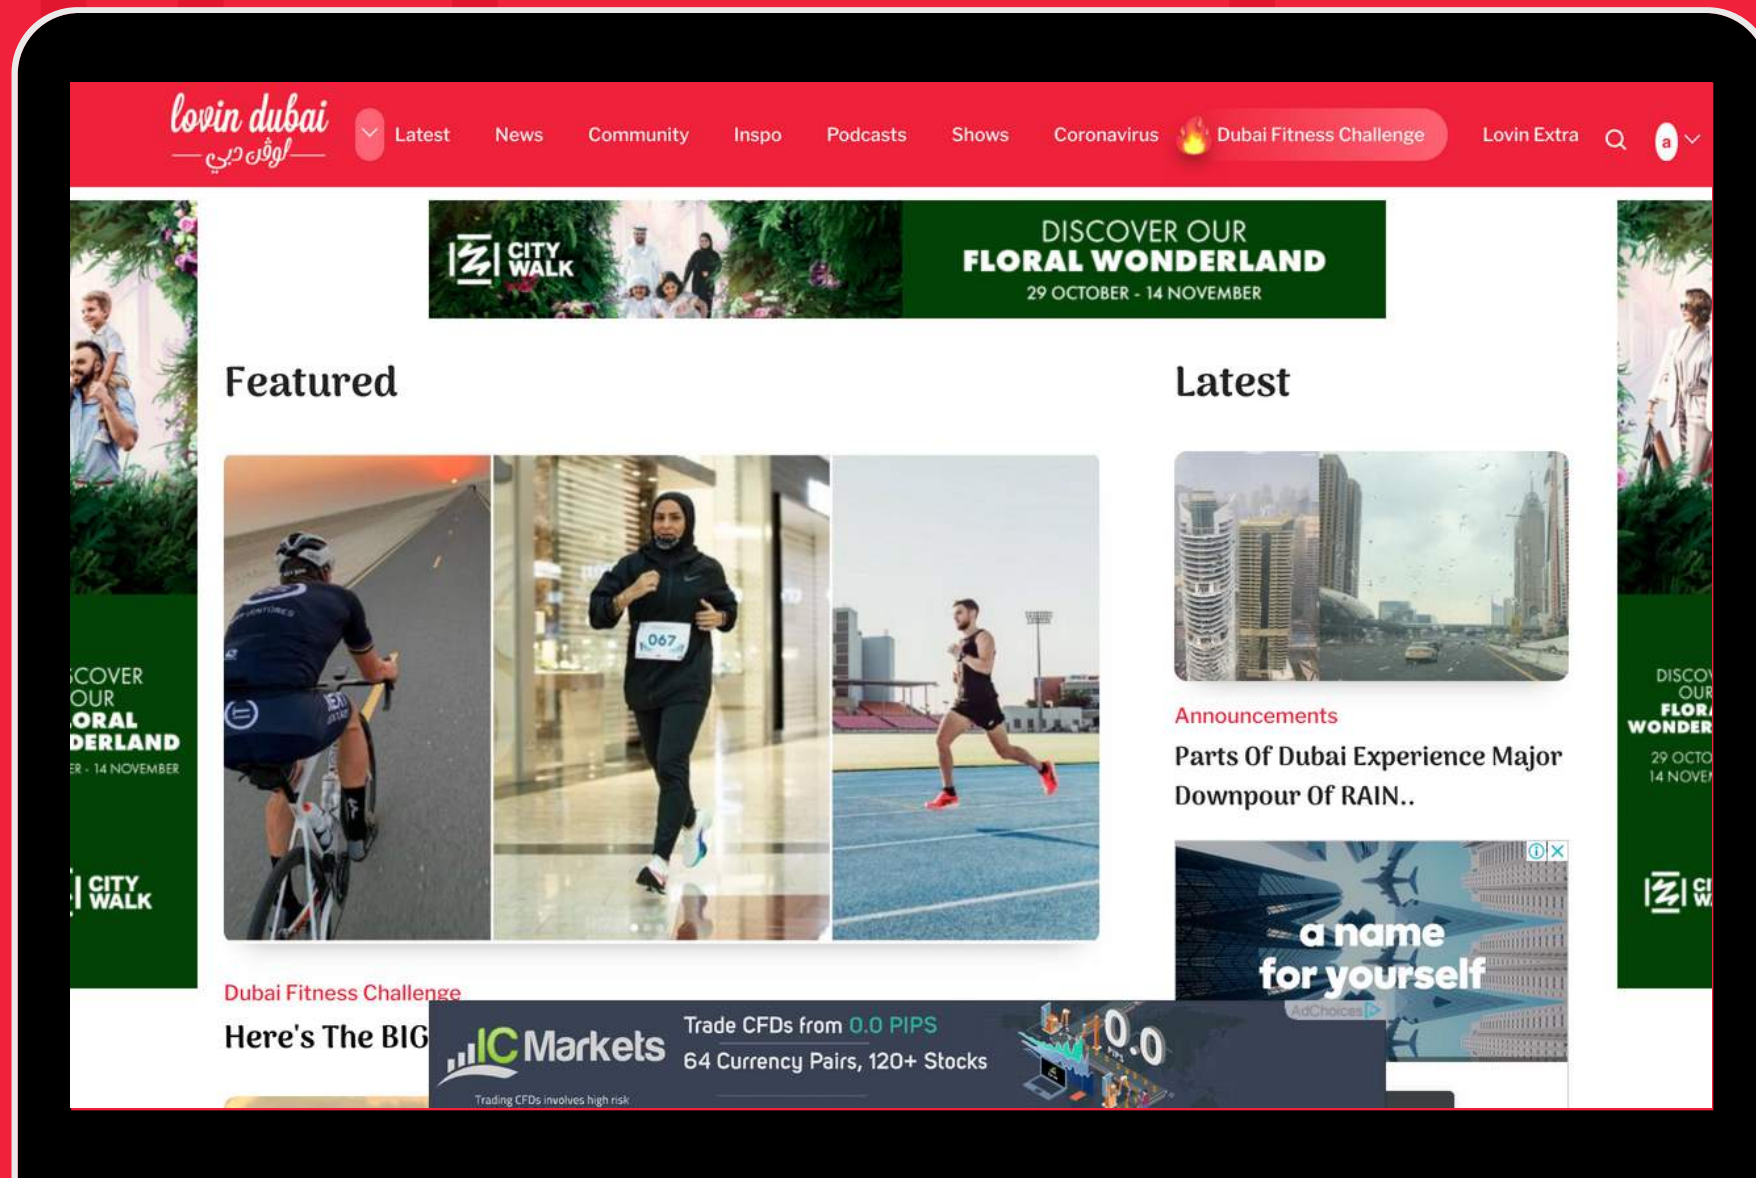 lovin dubai
لوڤن دبي
Latest News Community Inspo Podcasts Shows Coronavirus Dubai Fitness Challenge Lovin Extra a
CITY WALK
DISCOVER OUR
FLORAL WONDERLAND
29 OCTOBER - 14 NOVEMBER
Featured
Latest
067
Announcements
Parts Of Dubai Experience Major
Downpour Of RAIN..
SCOVER
OUR
ORAL
DERLAND
ER - 14 NOVEMBER
CITY
WALK
DISCOV
OUR
FLOR
WONDER
29 OCTO
14 NOVE
a name
for yourself
AdChoices
Dubai Fitness Challenge
Here's The BIG
IC Markets
Trade CFDs from 0.0 PIPS
64 Currency Pairs, 120+ Stocks
Trading CFDs involves high risk
0.0
PIPS